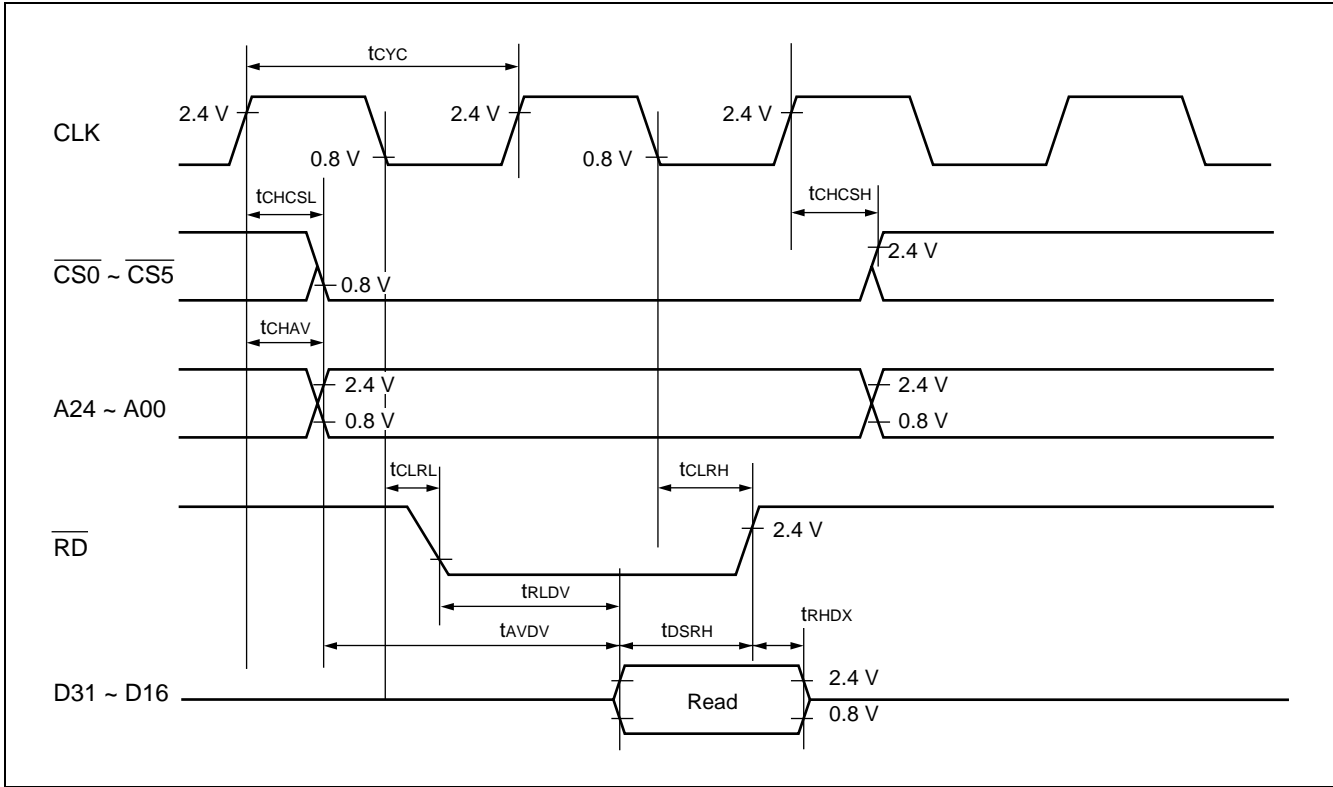 tCYC
2.4 V
2.4 V
2.4 V
CLK
0.8 V
0.8 V
tCHCSL
tCHCSH
2.4 V
CS0 ~ CS5
0.8 V
tCHAV
2.4 V
2.4 V
A24 ~ A00
0.8 V
0.8 V
tCLRL
tCLRH
2.4 V
RD
tRLDV
tRHDX
tAVDV
tDSRH
2.4 V
D31 ~ D16
Read
0.8 V